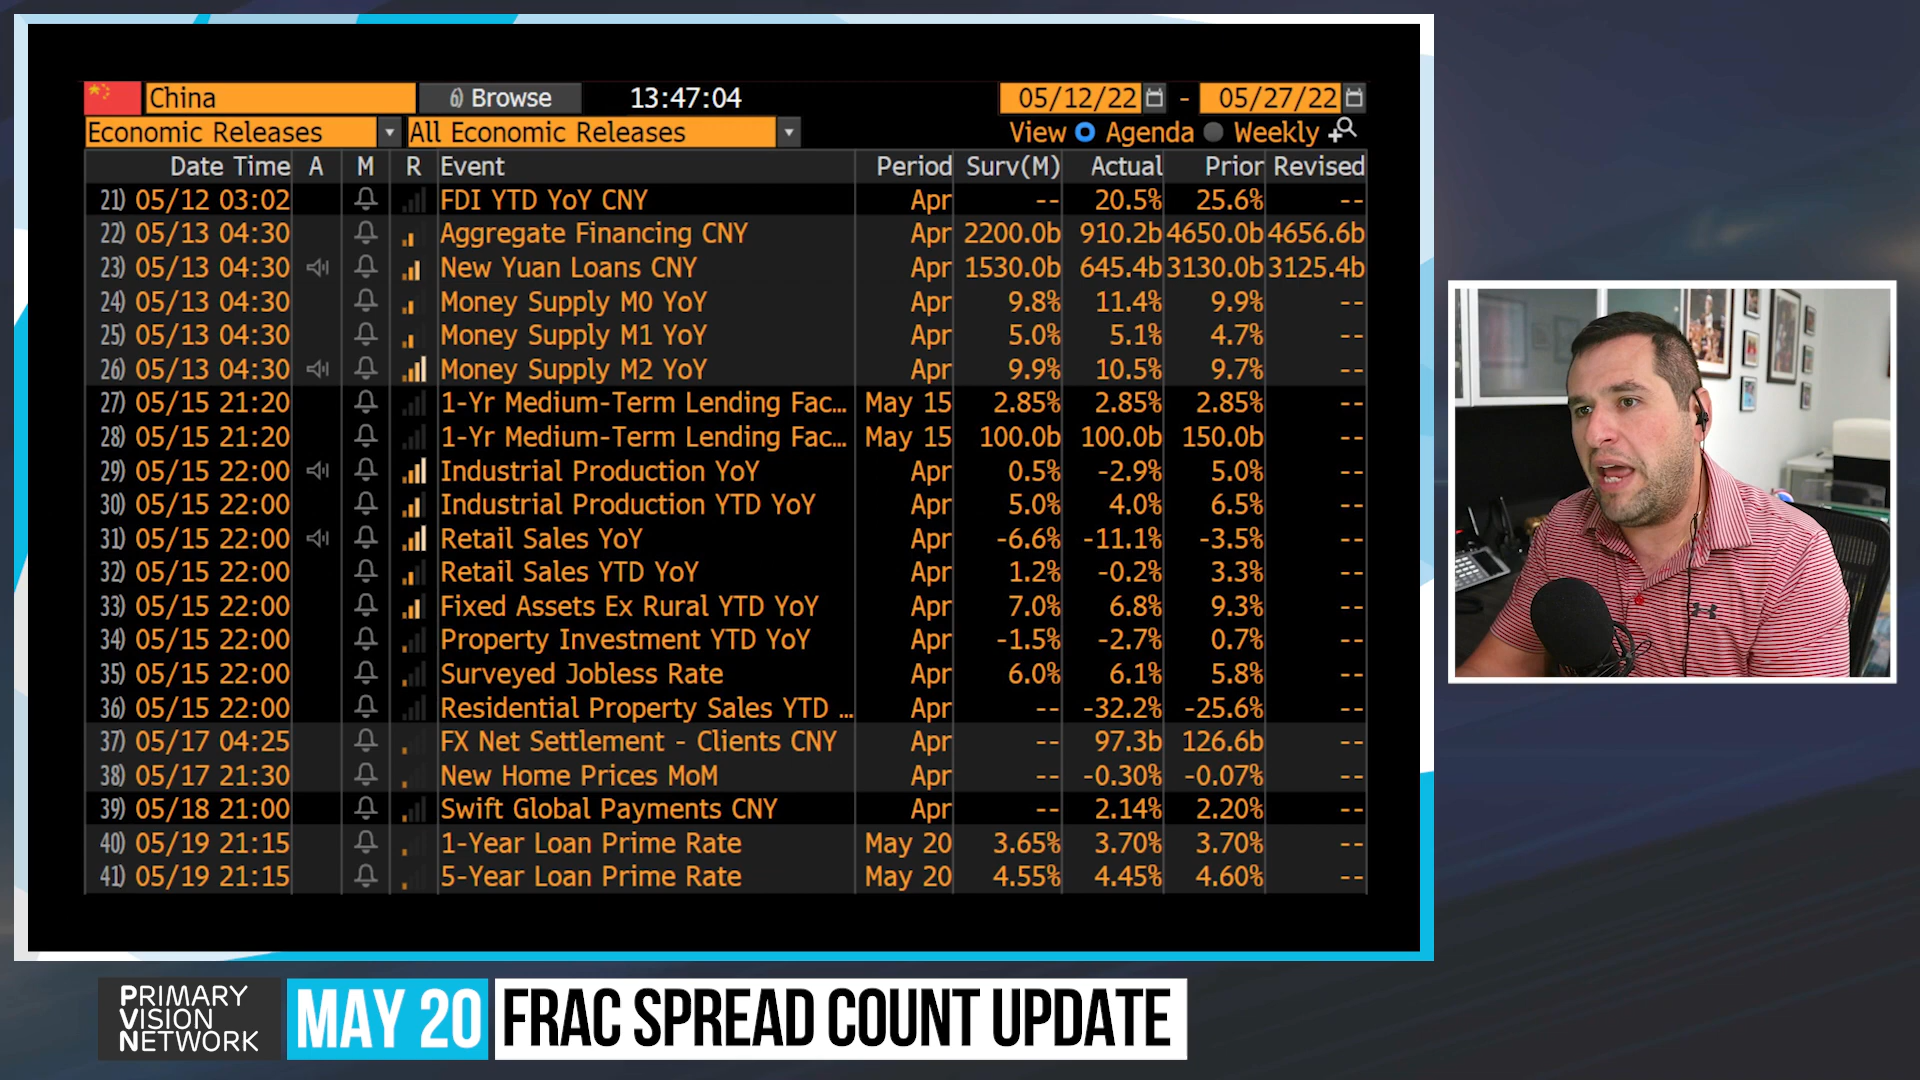 China 6) Browse 13:47:04 05/12/22 - 05/27/22
Economic Releases All Economic Releases View Agenda Weekly
Date Time A M R Event Period Surv(M) Actual Prior Revised
21) 05/12 03:02 FDI YTD YoY CNY Apr -- 20.5% 25.6% --
22) 05/13 04:30 Aggregate Financing CNY Apr 2200.0b 910.2b 4650.0b 4656.6b
23) 05/13 04:30 New Yuan Loans CNY Apr 1530.0b 645.4b 3130.0b 3125.4b
24) 05/13 04:30 Money Supply M0 YoY Apr 9.8% 11.4% 9.9% --
25) 05/13 04:30 Money Supply M1 YoY Apr 5.0% 5.1% 4.7% --
26) 05/13 04:30 Money Supply M2 YoY Apr 9.9% 10.5% 9.7% --
27) 05/15 21:20 1-Yr Medium-Term Lending Fac... May 15 2.85% 2.85% 2.85% --
28) 05/15 21:20 1-Yr Medium-Term Lending Fac... May 15 100.0b 100.0b 150.0b --
29) 05/15 22:00 Industrial Production YoY Apr 0.5% -2.9% 5.0% --
30) 05/15 22:00 Industrial Production YTD YoY Apr 5.0% 4.0% 6.5% --
31) 05/15 22:00 Retail Sales YoY Apr -6.6% -11.1% -3.5% --
32) 05/15 22:00 Retail Sales YTD YoY Apr 1.2% -0.2% 3.3% --
33) 05/15 22:00 Fixed Assets Ex Rural YTD YoY Apr 7.0% 6.8% 9.3% --
34) 05/15 22:00 Property Investment YTD YoY Apr -1.5% -2.7% 0.7% --
35) 05/15 22:00 Surveyed Jobless Rate Apr 6.0% 6.1% 5.8% --
36) 05/15 22:00 Residential Property Sales YTD ... Apr -- -32.2% -25.6% --
37) 05/17 04:25 FX Net Settlement - Clients CNY Apr -- 97.3b 126.6b --
38) 05/17 21:30 New Home Prices MoM Apr -- -0.30% -0.07% --
39) 05/18 21:00 Swift Global Payments CNY Apr -- 2.14% 2.20% --
40) 05/19 21:15 1-Year Loan Prime Rate May 20 3.65% 3.70% 3.70% --
41) 05/19 21:15 5-Year Loan Prime Rate May 20 4.55% 4.45% 4.60% --
PRIMARY
VISION
NETWORK
MAY 20 FRAC SPREAD COUNT UPDATE